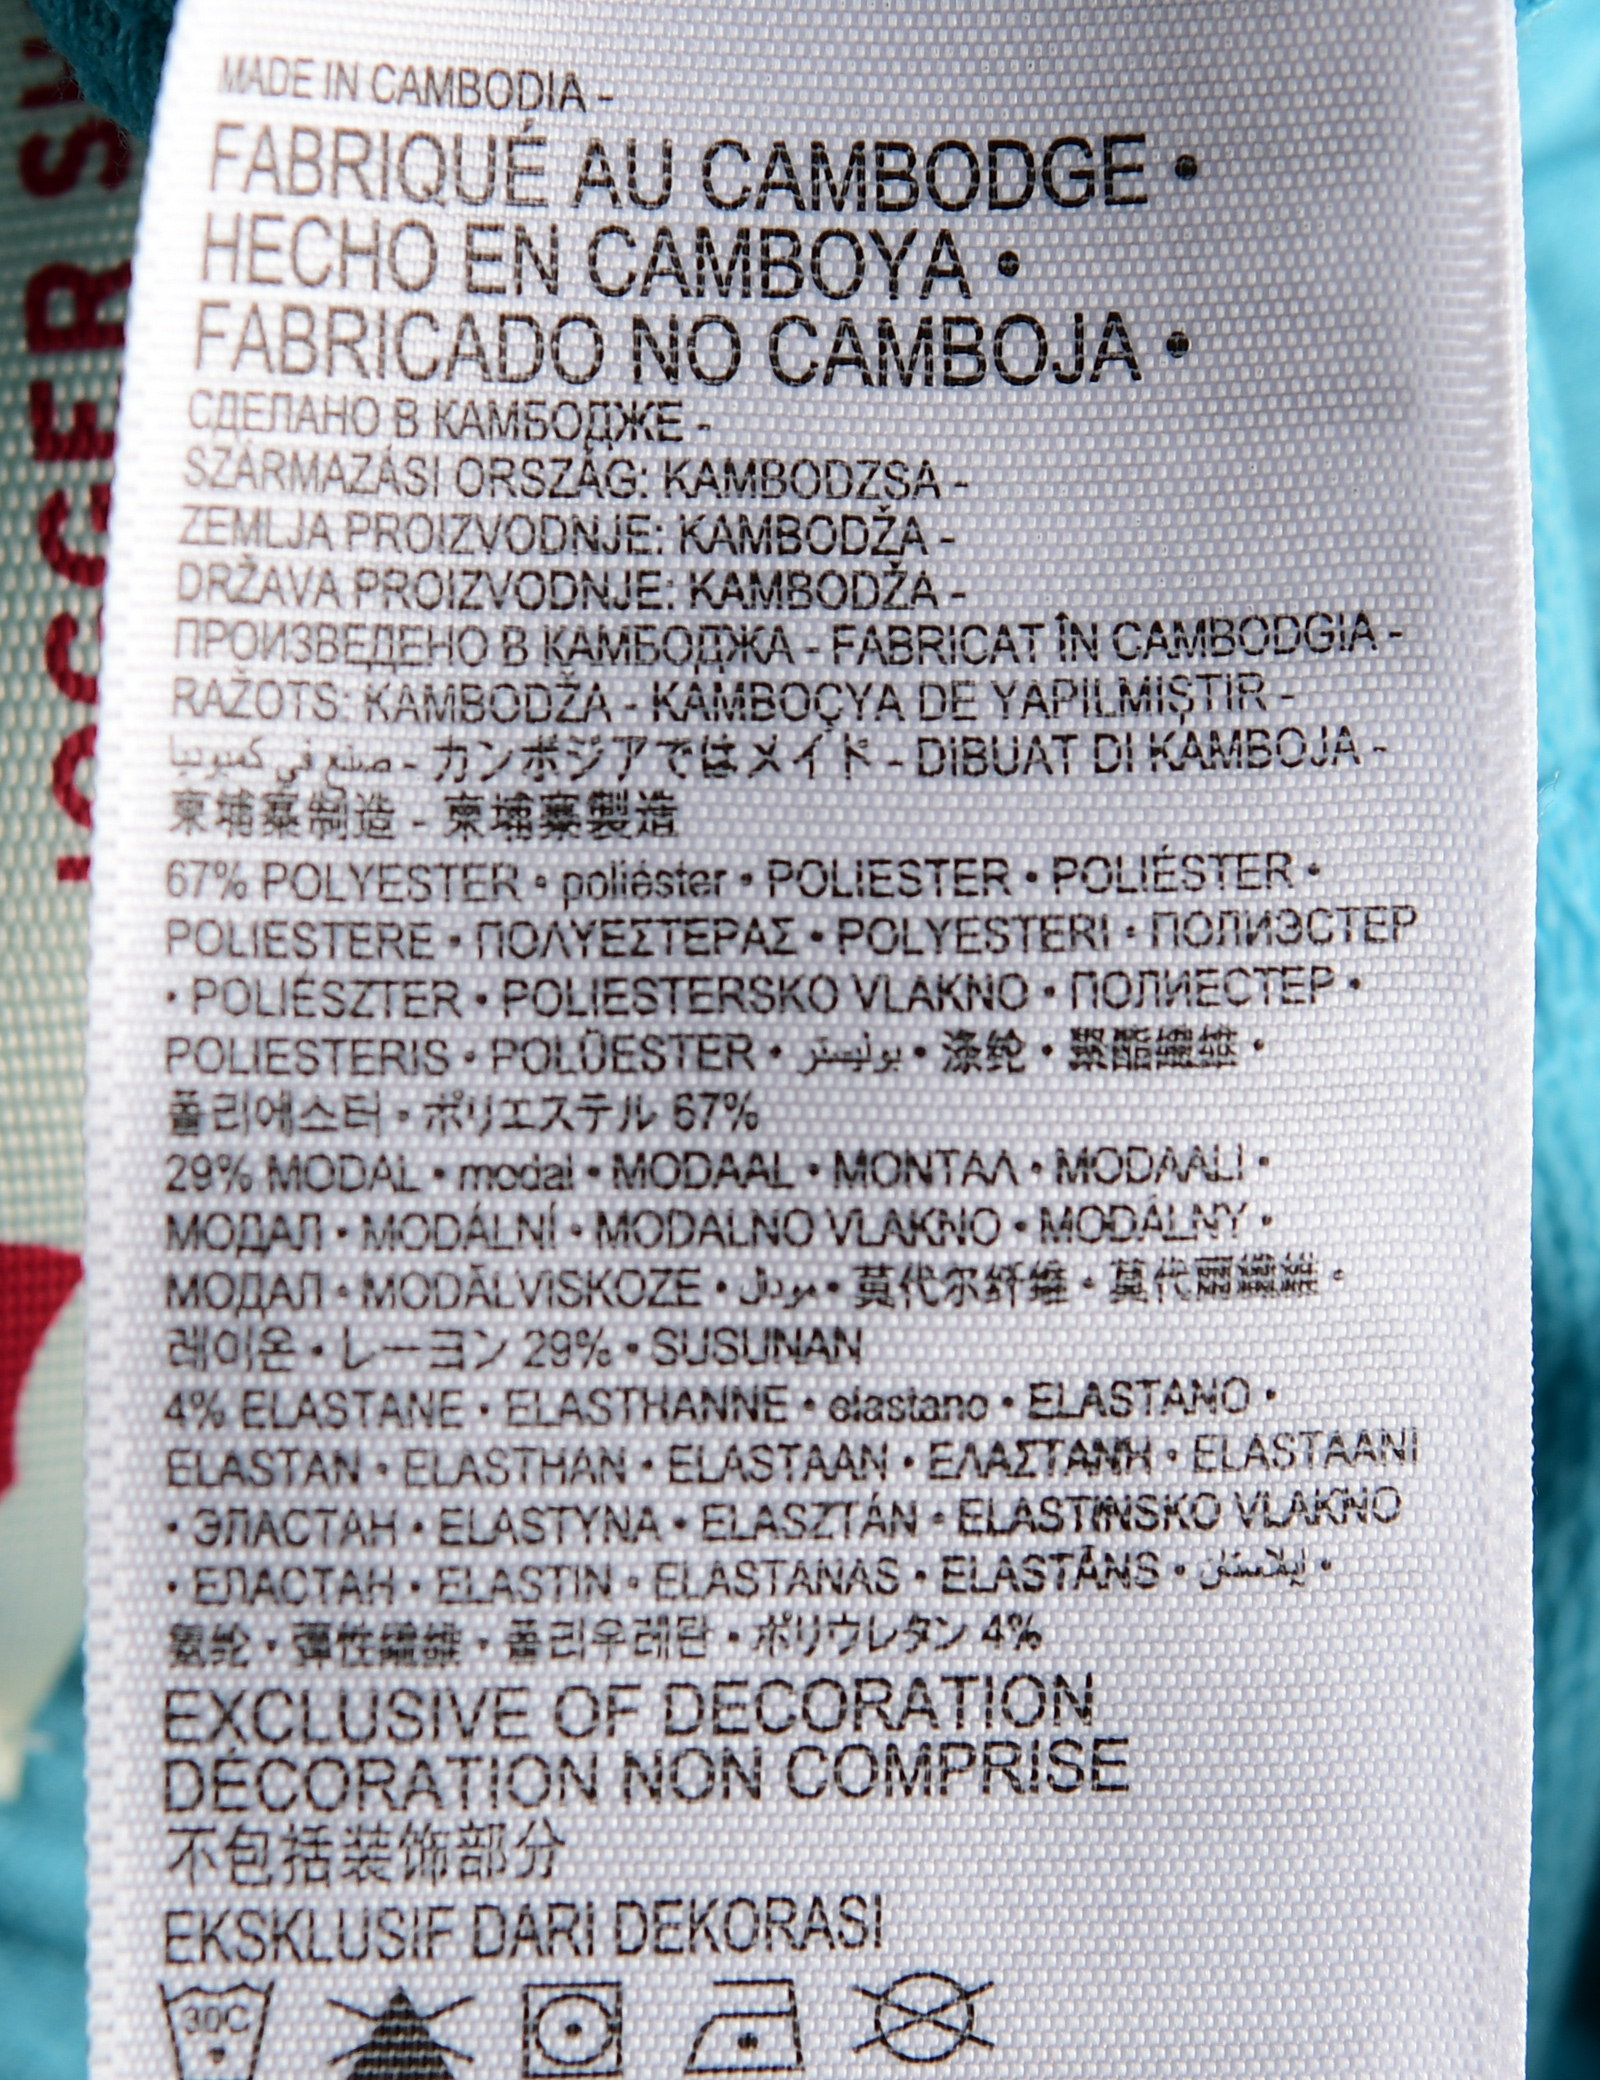 MADE IN CAMBODIA -
FABRIQUÉ AU CAMBODGE •
HECHO EN CAMBOYA •
FABRICADO NO CAMBOJA •
СДЕЛАНО В КАМБОДЖЕ -
SZÁRMAZÁSI ORSZÁG: KAMBODZSA -
ZEMLJA PROIZVODNJE: KAMBODŽA -
DRŽAVA PROIZVODNJE: KAMBODŽA -
ПРОИЗВЕДЕНО В КАМБОДЖА - FABRICAT ÎN CAMBODGIA -
RAŽOTS: KAMBODŽA - KAMBOÇYA DE YAPILMIŞTIR -
صنع في كمبوديا - カンボジアではメイド - DIBUAT DI KAMBOJA -
柬埔寨制造 - 柬埔寨製造
67% POLYESTER • poliéster • POLIESTER • POLIÉSTER •
POLIESTERE • ΠΟΛΥΕΣΤΕΡΑΣ • POLYESTERI • ПОЛИЭСТЕР
• POLIÉSZTER • POLIESTERSKO VLAKNO • ПОЛИЕСТЕР •
POLIESTERIS • POLÜESTER • بوليستر • 涤纶 • 聚酯纖維 •
폴리에스터 • ポリエステル 67%
29% MODAL • modal • MODAAL • ΜΟΝΤΑΛ • MODAALI •
МОДАЛ • MODÁLNÍ • MODALNO VLAKNO • MODÁLNY •
МОДАЛ • MODĀLVISKOZE • مودال • 莫代尔纤维 • 莫代爾纖維 •
레이온 • レーヨン 29% • SUSUNAN
4% ELASTANE • ELASTHANNE • elastano • ELASTANO •
ELASTAN • ELASTHAN • ELASTAAN • ΕΛΑΣΤΑΝΗ • ELASTAANI
• ЭЛАСТАН • ELASTYNA • ELASZTÁN • ELASTINSKO VLAKNO
• ЕЛАСТАН • ELASTIN • ELASTANAS • ELASTĀNS • إيلاستان •
氨纶 • 彈性纖維 • 폴리우레탄 • ポリウレタン 4%
EXCLUSIVE OF DECORATION
DÉCORATION NON COMPRISE
不包括装饰部分
EKSKLUSIF DARI DEKORASI
30C
JOGGER